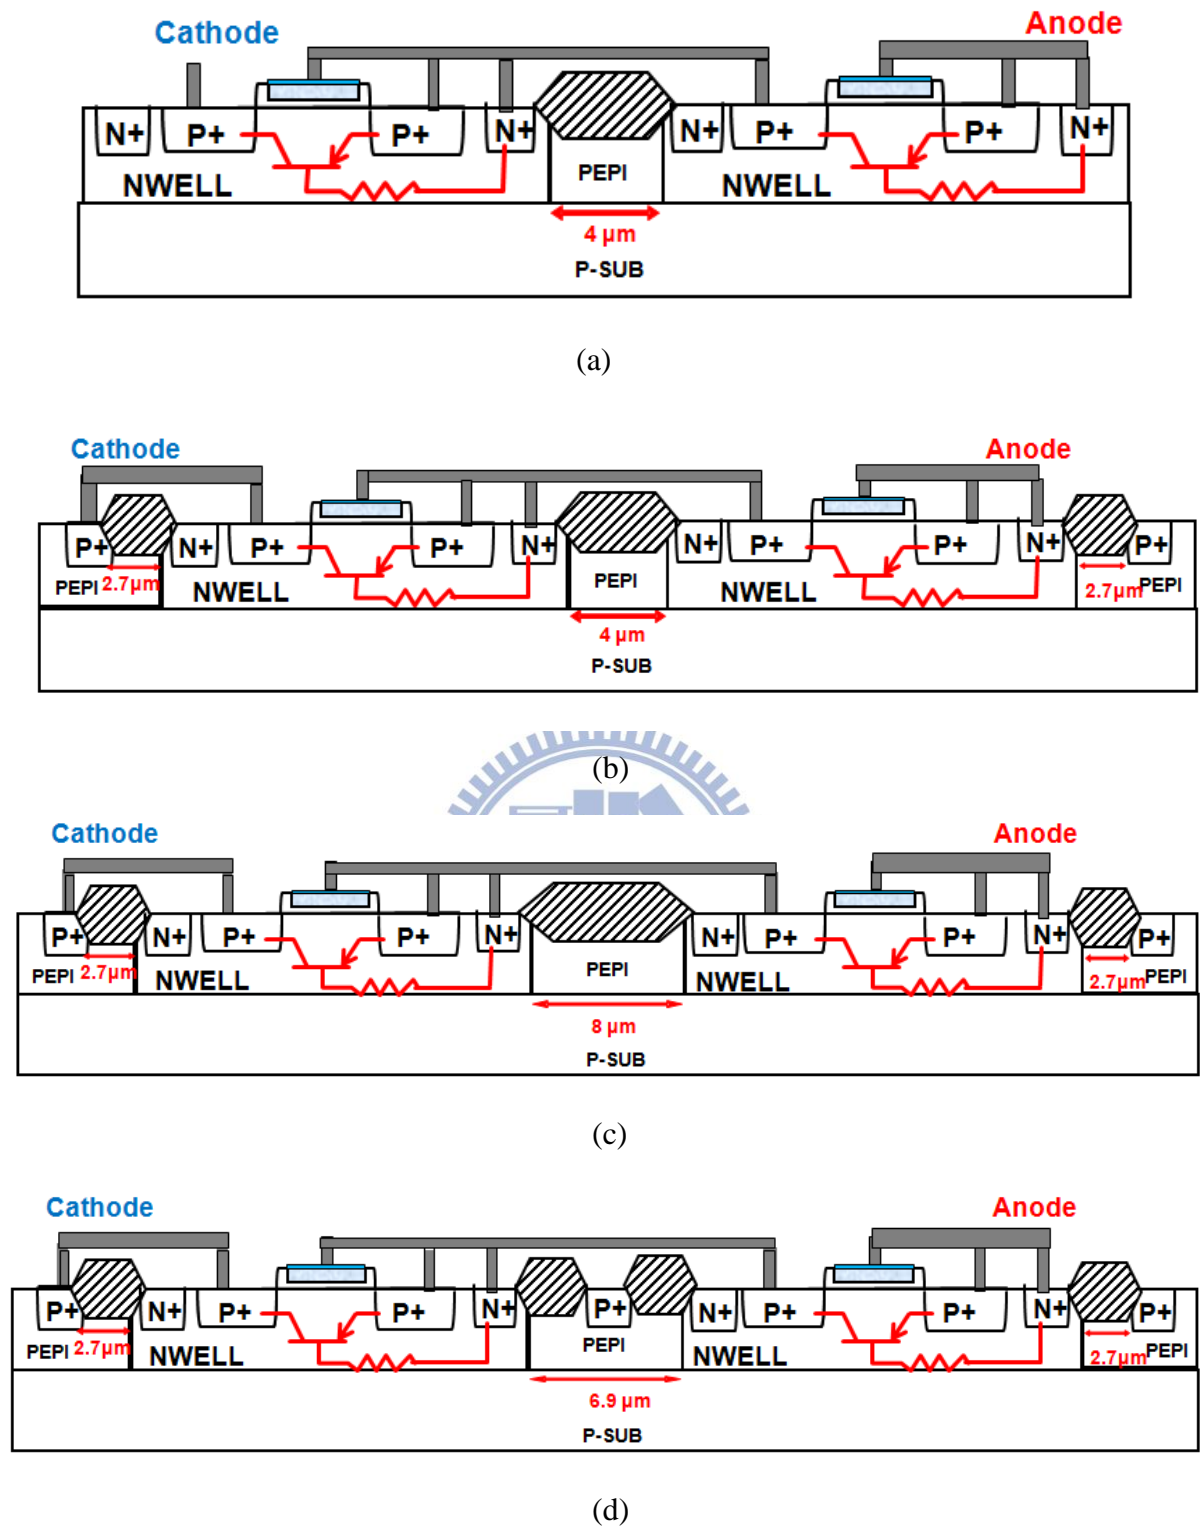 Cathode Anode
N+ P+ P+ N+ N+ P+ P+ N+
NWELL PEPI NWELL
4 μm
P-SUB
(a)
Cathode Anode
P+ N+ P+ P+ N+ N+ P+ P+ N+ P+
PEPI 2.7μm NWELL PEPI NWELL 2.7μm PEPI
4 μm
P-SUB
(b)
Cathode Anode
P+ N+ P+ P+ N+ N+ P+ P+ N+ P+
PEPI 2.7μm NWELL PEPI NWELL 2.7μm PEPI
8 μm
P-SUB
(c)
Cathode Anode
P+ N+ P+ P+ N+ P+ N+ P+ P+ N+ P+
PEPI 2.7μm NWELL PEPI NWELL 2.7μm PEPI
6.9 μm
P-SUB
(d)